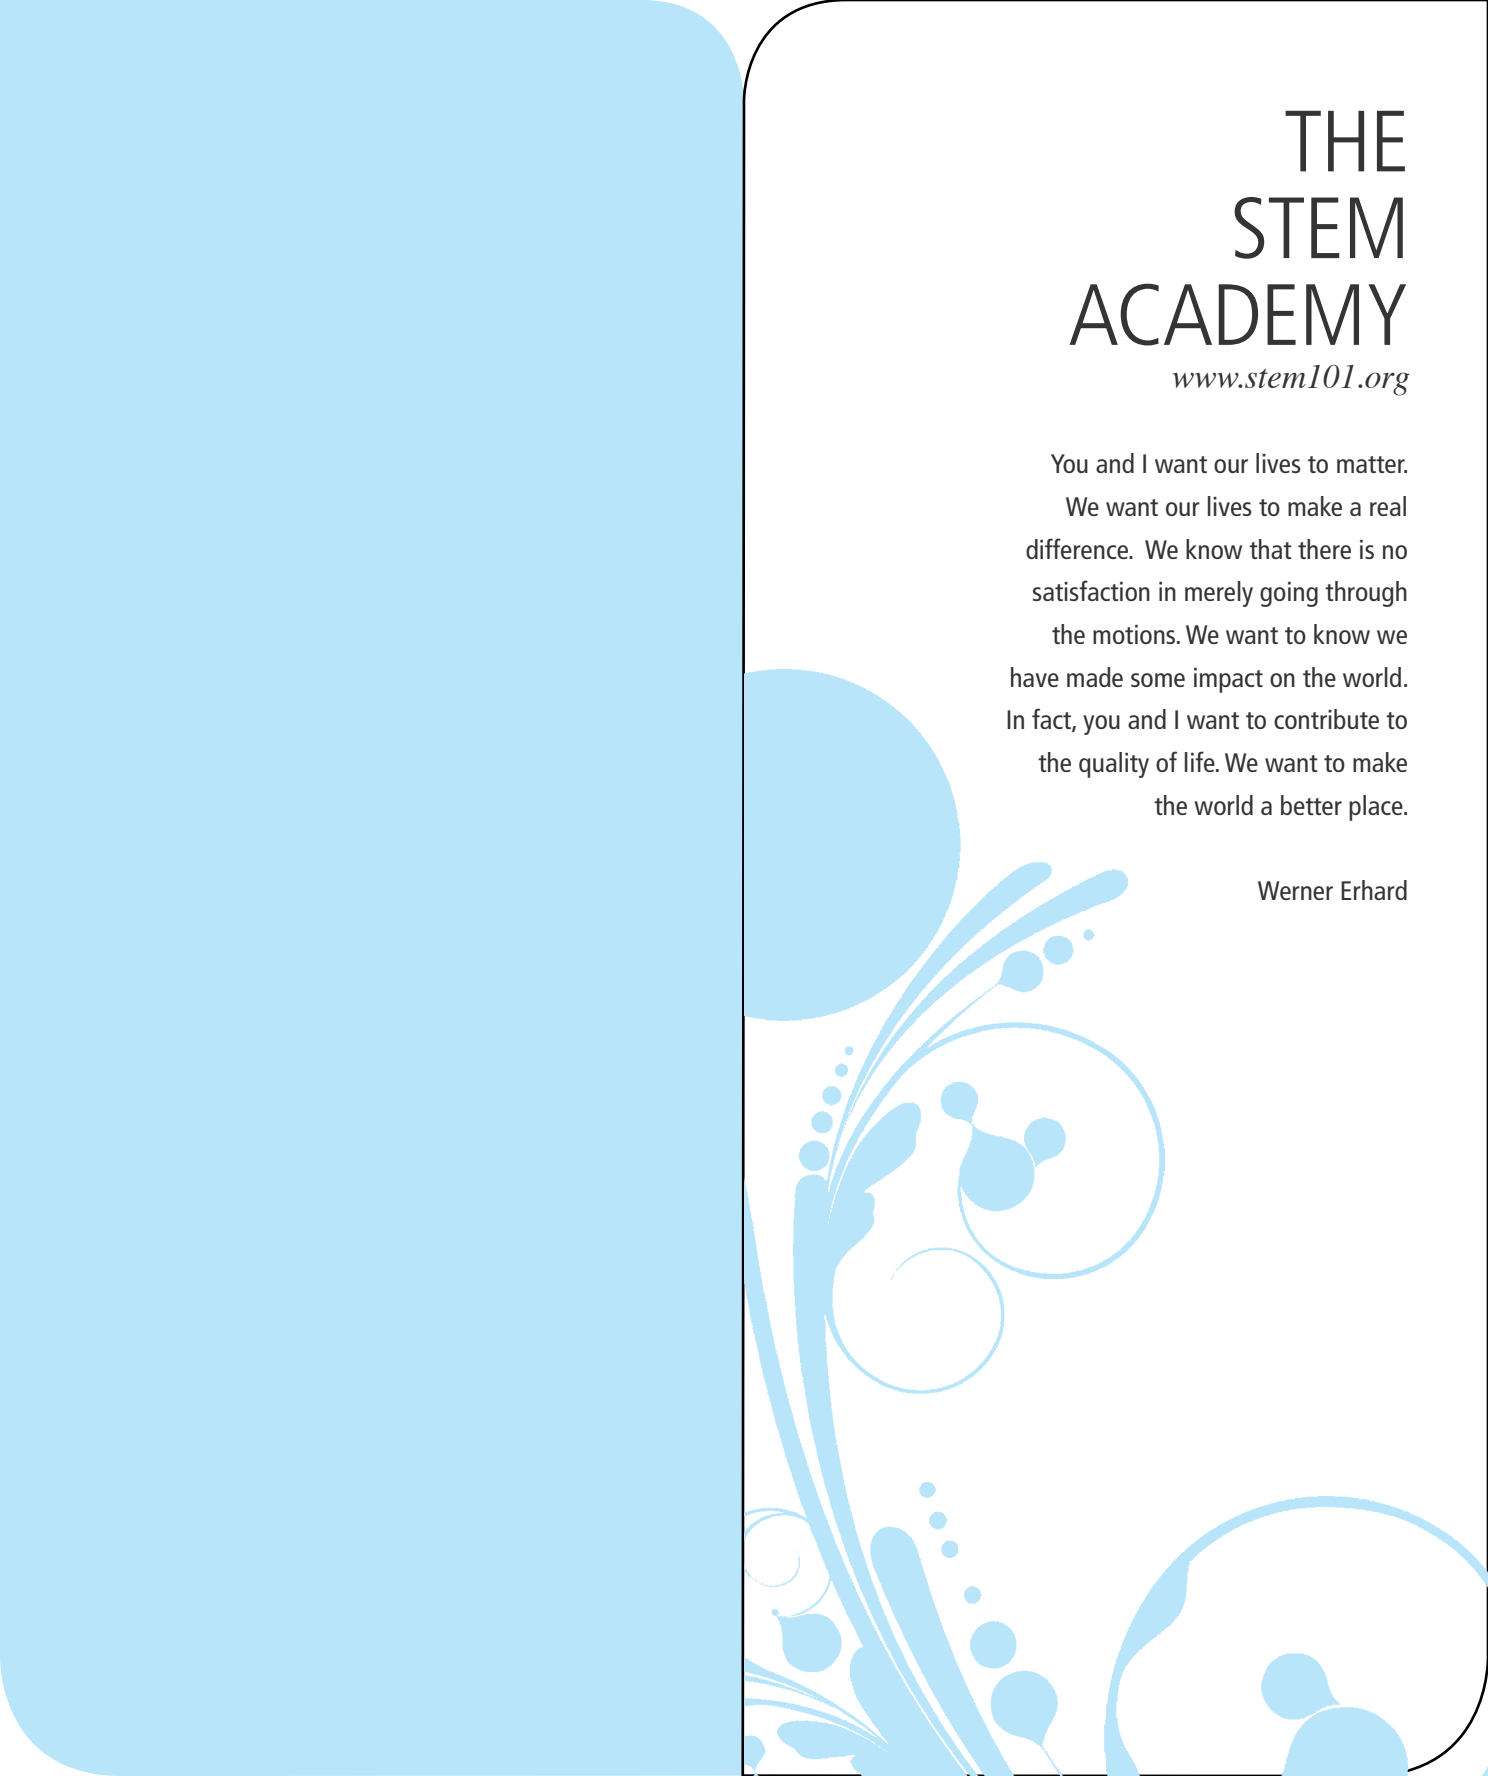 THE
STEM
ACADEMY
www.stem101.org
You and I want our lives to matter.
We want our lives to make a real
difference.  We know that there is no
satisfaction in merely going through
the motions. We want to know we
have made some impact on the world.
In fact, you and I want to contribute to
the quality of life. We want to make
the world a better place.
Werner Erhard